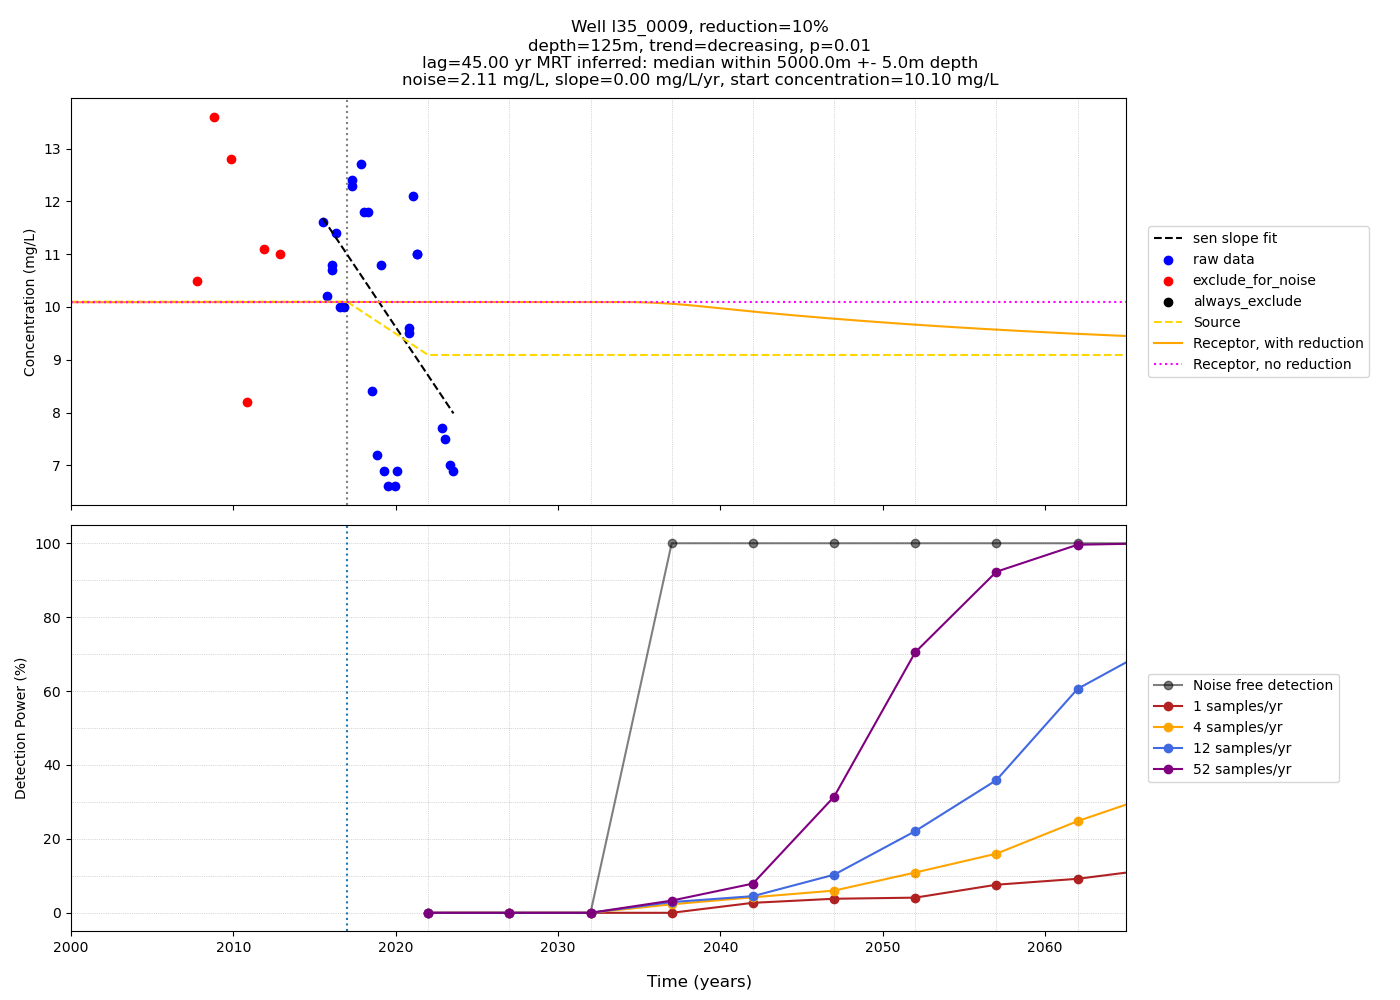 Well l35_0009, reduction=10%
depth=125m, trend=decreasing, p=0.01
lag=45.00 yr MRT inferred: median within 5000.0m +- 5.0m depth
noise=2.11 mg/L, slope=0.00 mg/L/yr, start concentration=10.10 mg/L
Concentration (mg/L)
13
12
11
10
9
8
7
sen slope fit
raw data
exclude_for_noise
always_exclude
Source
Receptor, with reduction
Receptor, no reduction
Detection Power (%)
100
80
60
40
20
0
Noise free detection
1 samples/yr
4 samples/yr
12 samples/yr
52 samples/yr
2000 2010 2020 2030 2040 2050 2060
Time (years)